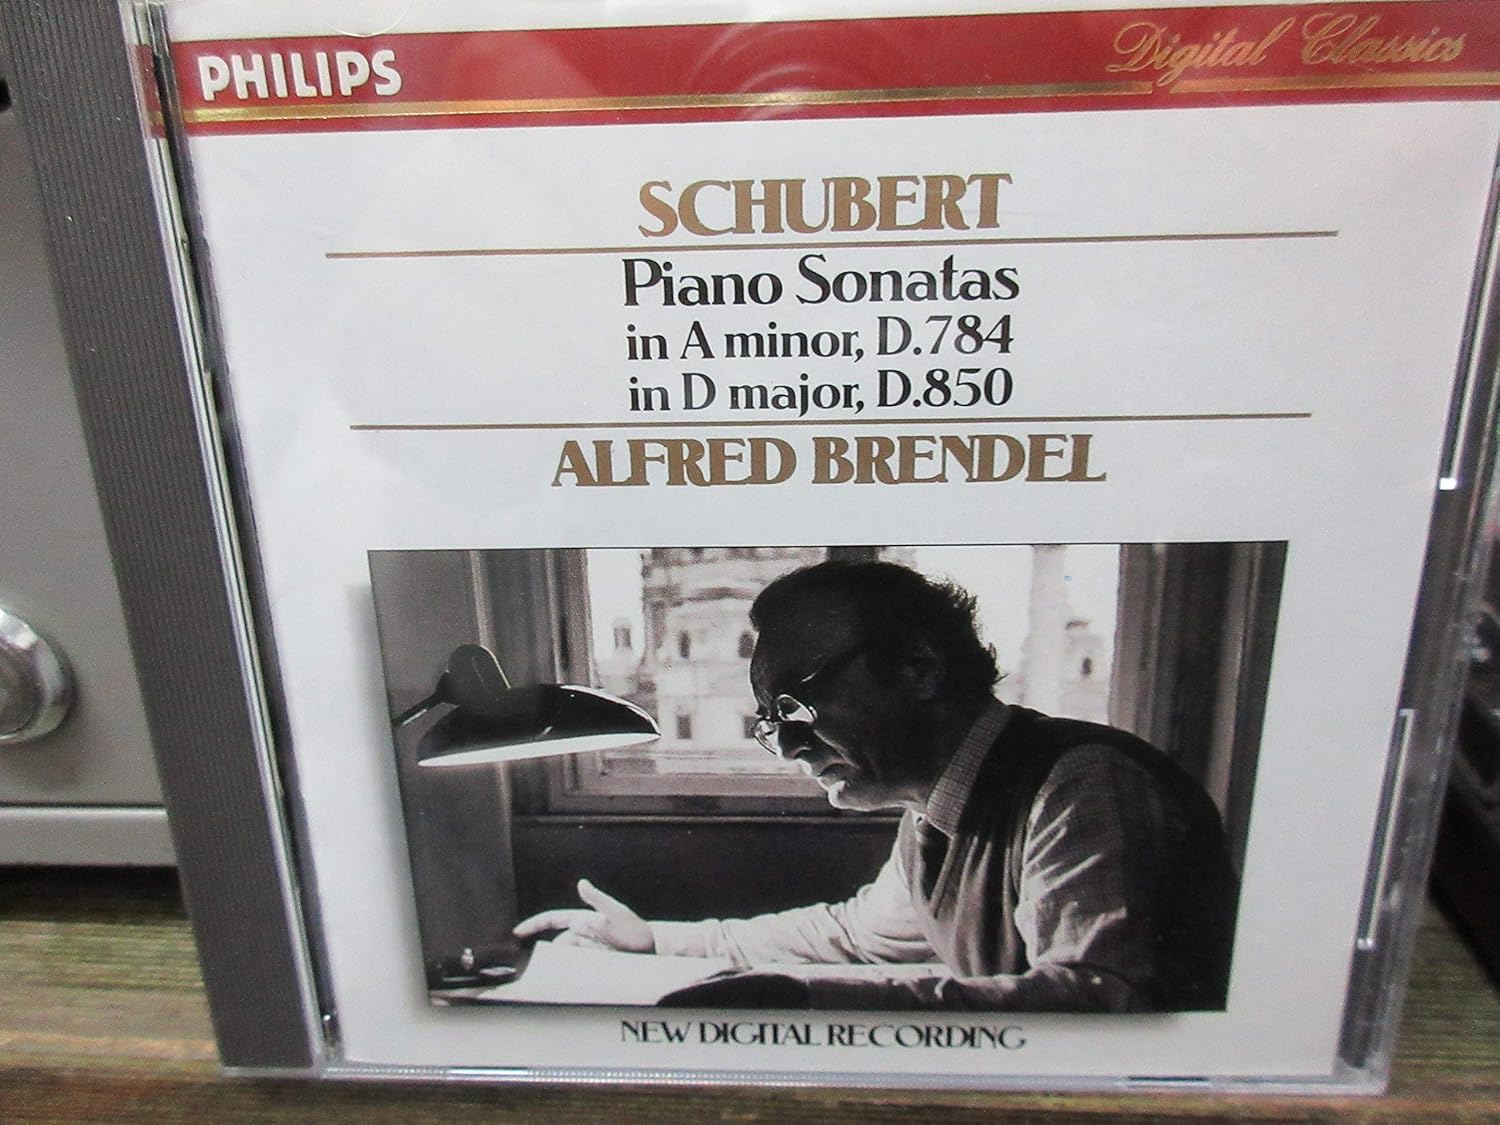 PHILIPS
Digital Classics
SCHUBERT
Piano Sonatas
in A minor, D.784
in D major, D.850
ALFRED BRENDEL
NEW DIGITAL RECORDING